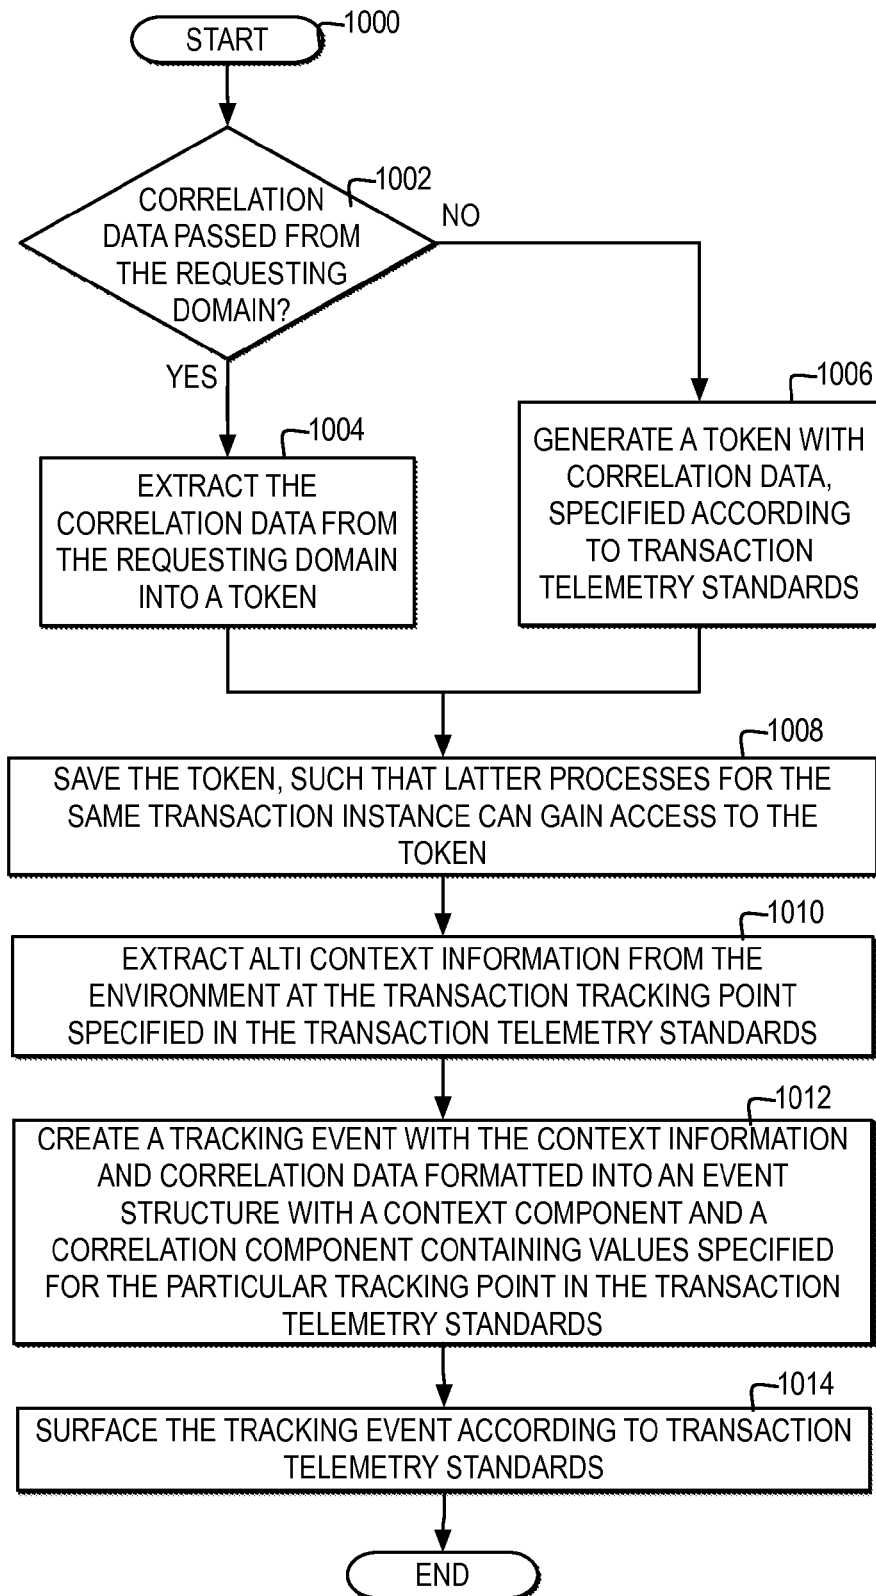 START
1000
1002
CORRELATION
DATA PASSED FROM
THE REQUESTING
DOMAIN?
NO
YES
1004
EXTRACT THE
CORRELATION DATA FROM
THE REQUESTING DOMAIN
INTO A TOKEN
1006
GENERATE A TOKEN WITH
CORRELATION DATA,
SPECIFIED ACCORDING
TO TRANSACTION
TELEMETRY STANDARDS
1008
SAVE THE TOKEN, SUCH THAT LATTER PROCESSES FOR THE
SAME TRANSACTION INSTANCE CAN GAIN ACCESS TO THE
TOKEN
1010
EXTRACT ALTI CONTEXT INFORMATION FROM THE
ENVIRONMENT AT THE TRANSACTION TRACKING POINT
SPECIFIED IN THE TRANSACTION TELEMETRY STANDARDS
1012
CREATE A TRACKING EVENT WITH THE CONTEXT INFORMATION
AND CORRELATION DATA FORMATTED INTO AN EVENT
STRUCTURE WITH A CONTEXT COMPONENT AND A
CORRELATION COMPONENT CONTAINING VALUES SPECIFIED
FOR THE PARTICULAR TRACKING POINT IN THE TRANSACTION
TELEMETRY STANDARDS
1014
SURFACE THE TRACKING EVENT ACCORDING TO TRANSACTION
TELEMETRY STANDARDS
END